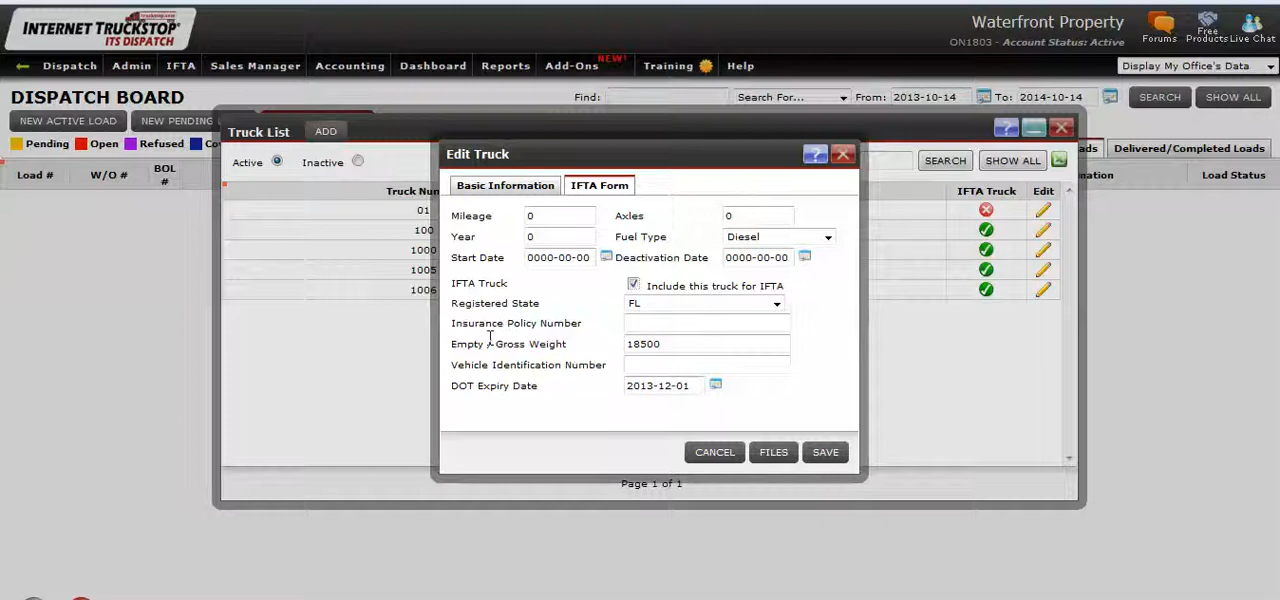 truckstop.com
INTERNET TRUCKSTOP®
ITS DISPATCH
Waterfront Property
ON1803 - Account Status: Active
Forums
Free Products
Live Chat
Dispatch Admin IFTA Sales Manager Accounting Dashboard Reports Add-Ons NEW! Training Help
Display My Office's Data
DISPATCH BOARD
Find: Search For... From: 2013-10-14 To: 2014-10-14 SEARCH SHOW ALL
NEW ACTIVE LOAD NEW PENDING
Pending Open Refused Co
ads Delivered/Completed Loads
Load # W/O # BOL # nation Load Status
Truck List ADD
Active Inactive SEARCH SHOW ALL
Truck Num IFTA Truck Edit
01
100
1000
1005
1006
Edit Truck
Basic Information IFTA Form
Mileage 0 Axles 0
Year 0 Fuel Type Diesel
Start Date 0000-00-00 Deactivation Date 0000-00-00
IFTA Truck Include this truck for IFTA
Registered State FL
Insurance Policy Number
Empty / Gross Weight 18500
Vehicle Identification Number
DOT Expiry Date 2013-12-01
CANCEL FILES SAVE
Page 1 of 1